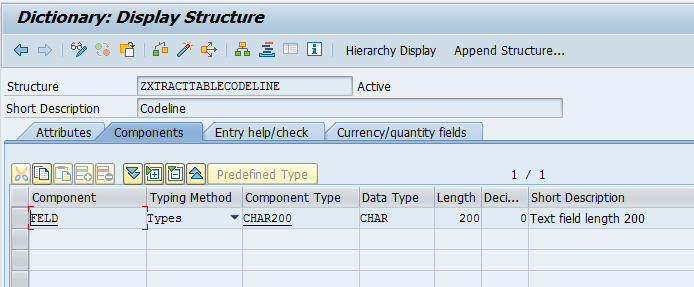 Dictionary: Display Structure
Hierarchy Display Append Structure...
Structure ZXTRACTTABLECODELINE Active
Short Description Codeline
Attributes Components Entry help/check Currency/quantity fields
Predefined Type 1 / 1
Component Typing Method Component Type Data Type Length Deci... Short Description
FELD Types CHAR200 CHAR 200 0 Text field length 200